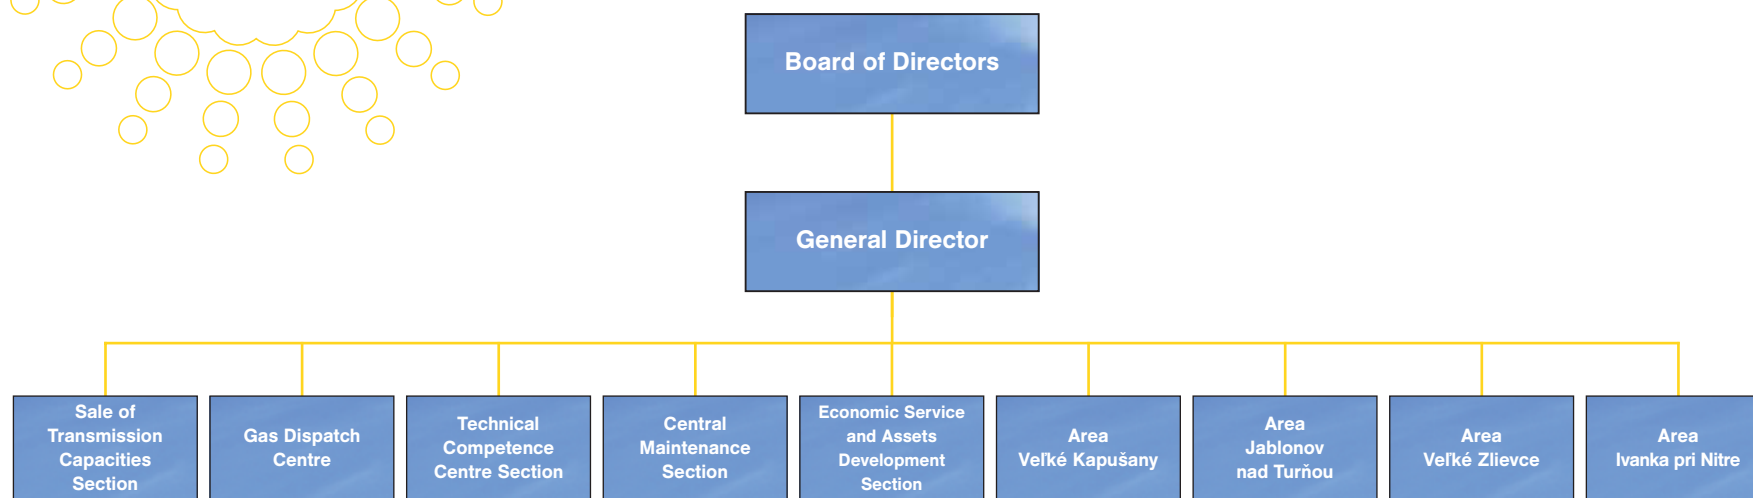 Board of Directors
General Director
Sale of
Transmission
Capacities
Section
Gas Dispatch
Centre
Technical
Competence
Centre Section
Central
Maintenance
Section
Economic Service
and Assets
Development
Section
Area
Veľké Kapušany
Area
Jablonov
nad Turňou
Area
Veľké Zlievce
Area
Ivanka pri Nitre